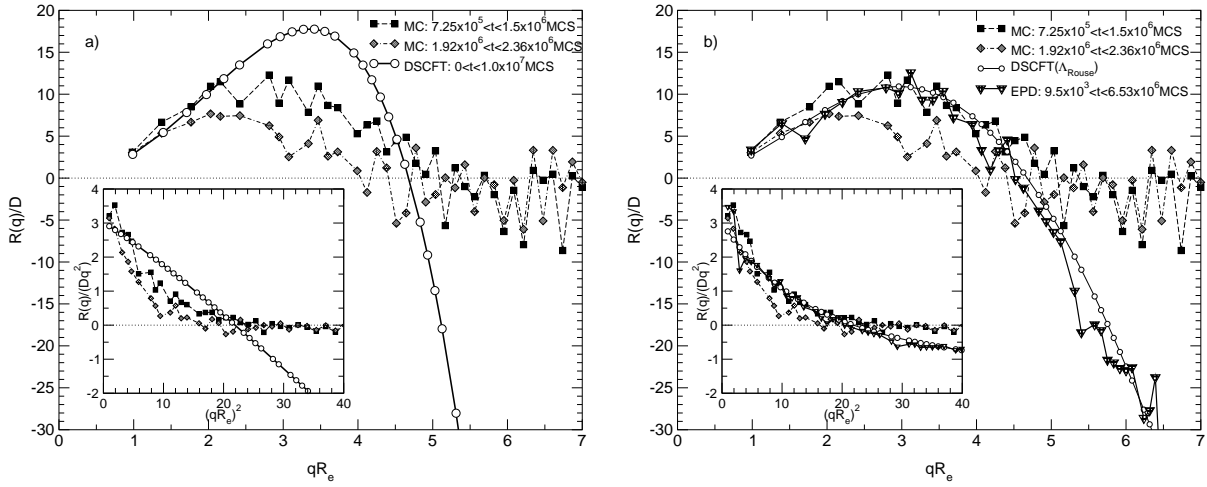 a)
MC: 7.25x10⁵<t<1.5x10⁶MCS
MC: 1.92x10⁶<t<2.36x10⁶MCS
DSCFT: 0<t<1.0x10⁷MCS
R(q)/D
20
15
10
5
0
-5
-10
-15
-20
-25
-30
0 1 2 3 4 5 6 7
qRₑ
R(q)/(Dq²)
4
3
2
1
0
-1
-2
0 10 20 30 40
(qRₑ)²
b)
MC: 7.25x10⁵<t<1.5x10⁶MCS
MC: 1.92x10⁶<t<2.36x10⁶MCS
DSCFT(Λ_Rouse)
EPD: 9.5x10³<t<6.53x10⁶MCS
R(q)/D
20
15
10
5
0
-5
-10
-15
-20
-25
-30
0 1 2 3 4 5 6 7
qRₑ
R(q)/(Dq²)
4
3
2
1
0
-1
-2
0 10 20 30 40
(qRₑ)²